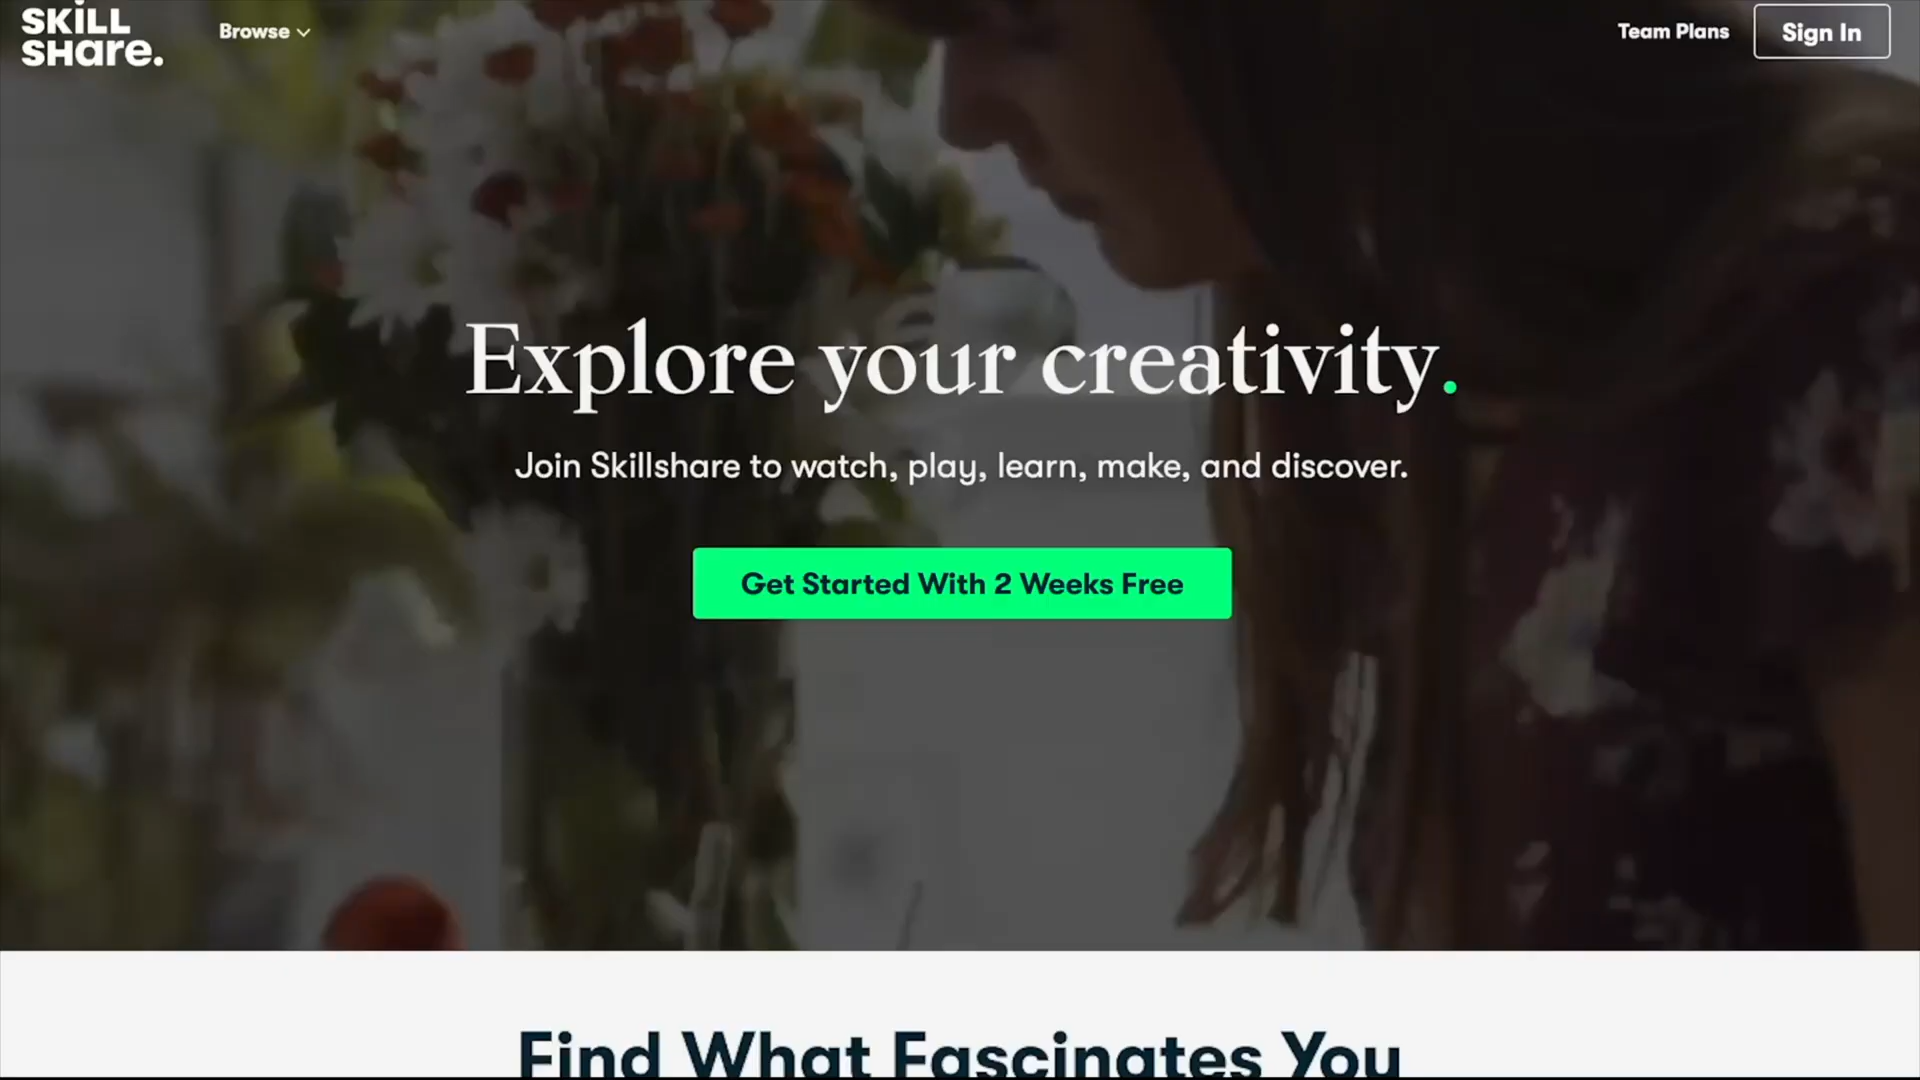 SKILL
SHare.
Browse
Team Plans
Sign In
Explore your creativity.
Join Skillshare to watch, play, learn, make, and discover.
Get Started With 2 Weeks Free
Find What Fascinates You